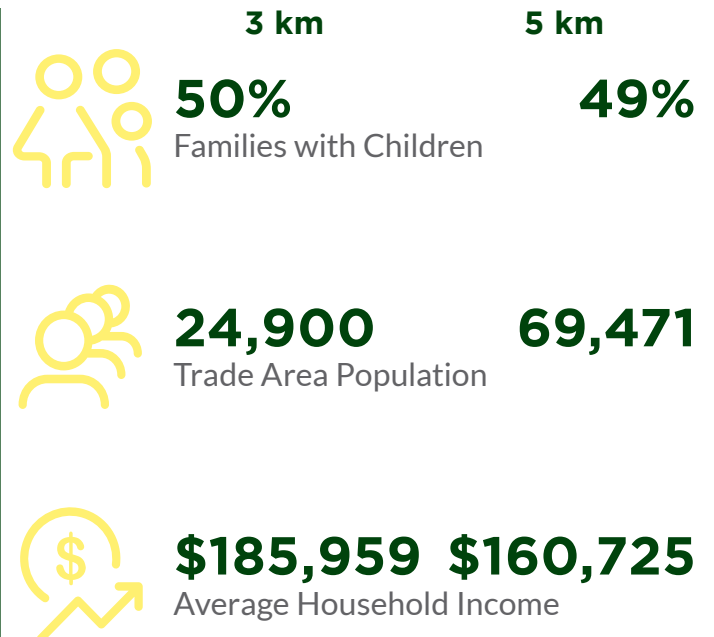 3 km 5 km
50% 49%
Families with Children
24,900 69,471
Trade Area Population
$
$185,959 $160,725
Average Household Income